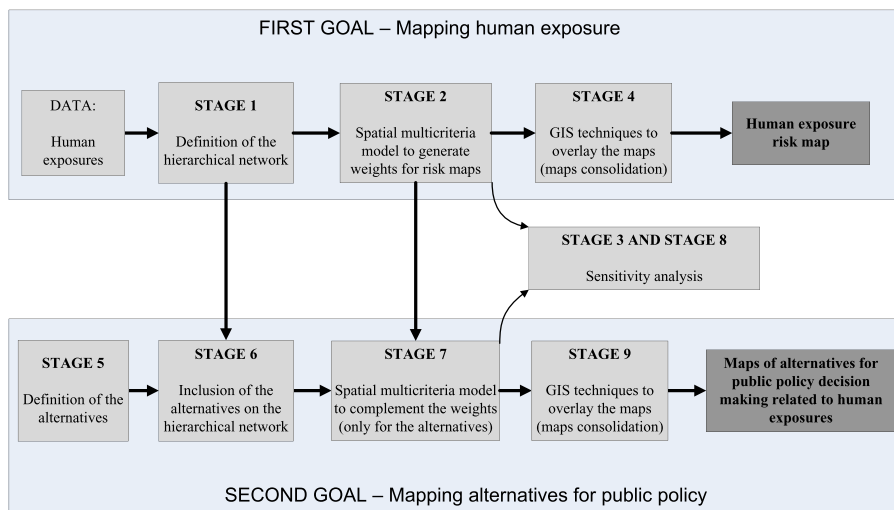 FIRST GOAL – Mapping human exposure
DATA:
Human
exposures
STAGE 1
Definition of the
hierarchical network
STAGE 2
Spatial multicriteria
model to generate
weights for risk maps
STAGE 4
GIS techniques to
overlay the maps
(maps consolidation)
Human exposure
risk map
STAGE 3 AND STAGE 8
Sensitivity analysis
STAGE 5
Definition of the
alternatives
STAGE 6
Inclusion of the
alternatives on the
hierarchical network
STAGE 7
Spatial multicriteria model
to complement the weights
(only for the alternatives)
STAGE 9
GIS techniques to
overlay the maps
(maps consolidation)
Maps of alternatives for
public policy decision
making related to human
exposures
SECOND GOAL – Mapping alternatives for public policy